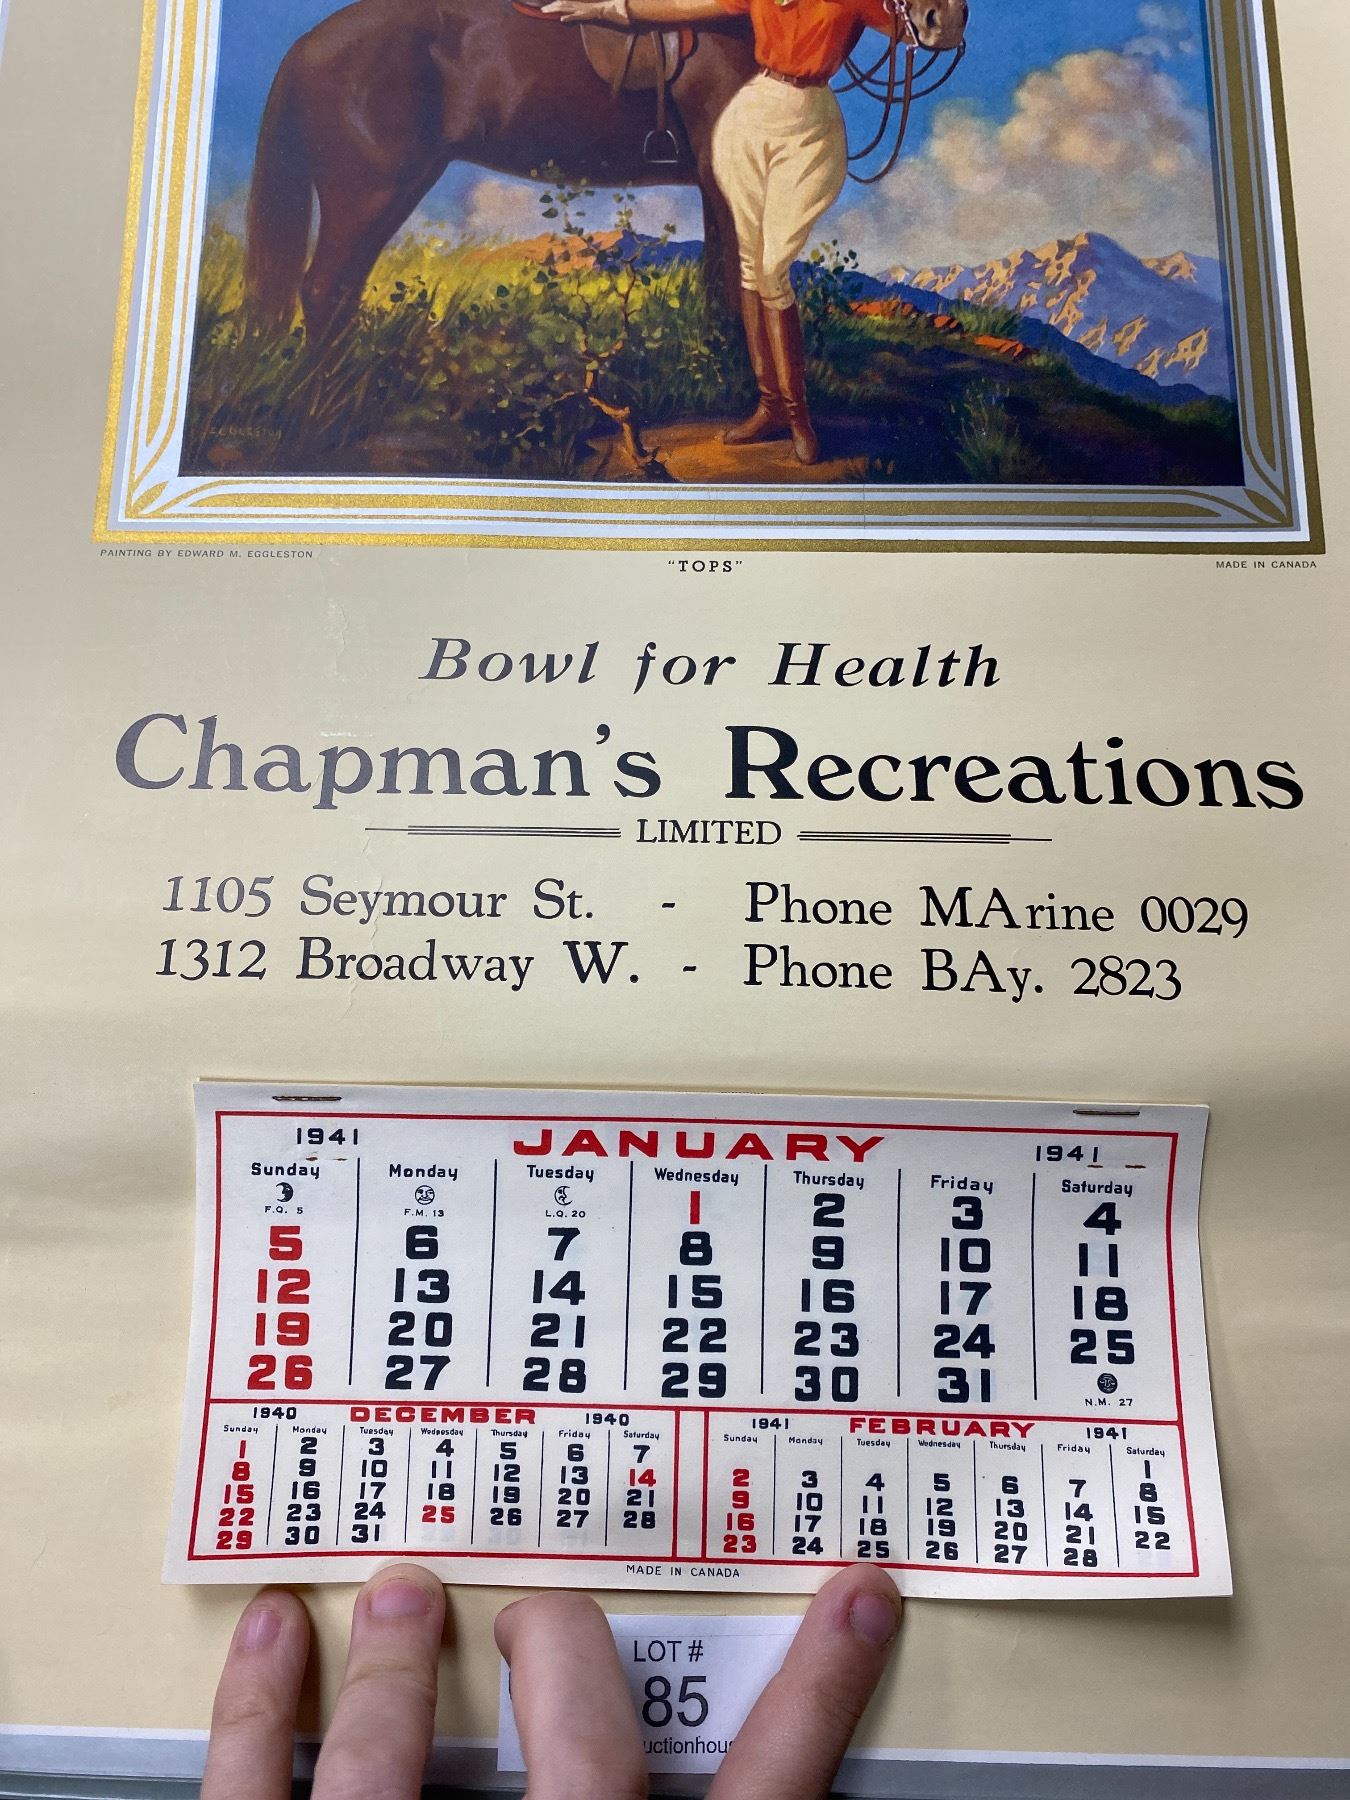 EGGLESTON
PAINTING BY EDWARD M. EGGLESTON
"TOPS"
MADE IN CANADA
Bowl for Health
Chapman's Recreations
LIMITED
1105 Seymour St. - Phone MArine 0029
1312 Broadway W. - Phone BAy. 2823
1941 JANUARY 1941
Sunday Monday Tuesday Wednesday Thursday Friday Saturday
F.Q. 5 F.M. 13 L.Q. 20 1 2 3 4
5 6 7 8 9 10 11
12 13 14 15 16 17 18
19 20 21 22 23 24 25
26 27 28 29 30 31 N.M. 27
1940 DECEMBER 1940
Sunday Monday Tuesday Wednesday Thursday Friday Saturday
1 2 3 4 5 6 7
8 9 10 11 12 13 14
15 16 17 18 19 20 21
22 23 24 25 26 27 28
29 30 31
1941 FEBRUARY 1941
Sunday Monday Tuesday Wednesday Thursday Friday Saturday
1
2 3 4 5 6 7 8
9 10 11 12 13 14 15
16 17 18 19 20 21 22
23 24 25 26 27 28
MADE IN CANADA
LOT #
85
uctionhou